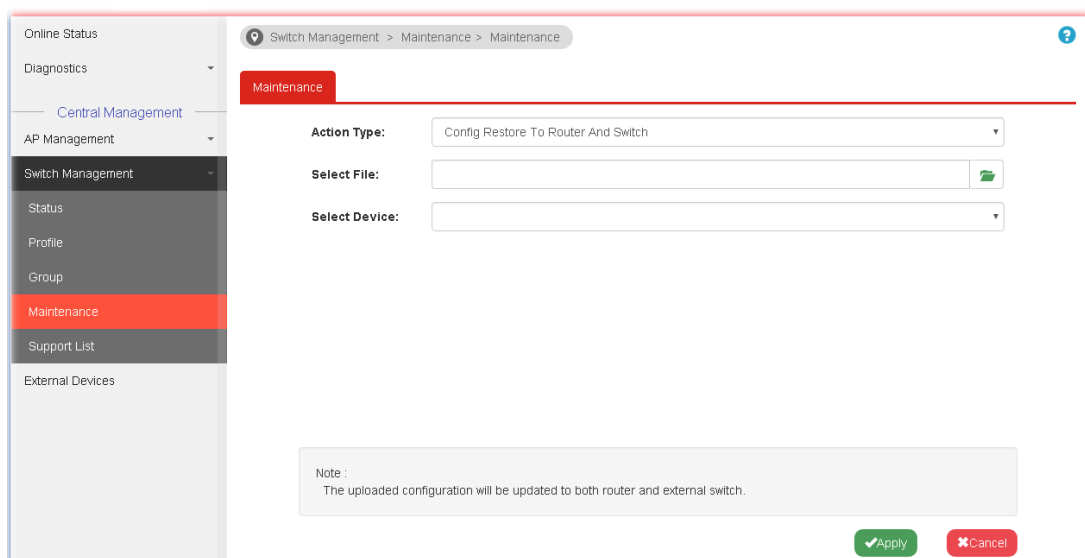 Online Status
Diagnostics
Central Management
AP Management
Switch Management
Status
Profile
Group
Maintenance
Support List
External Devices
Switch Management > Maintenance > Maintenance
?
Maintenance
Action Type: Config Restore To Router And Switch
Select File:
Select Device:
Note :
The uploaded configuration will be updated to both router and external switch.
Apply Cancel